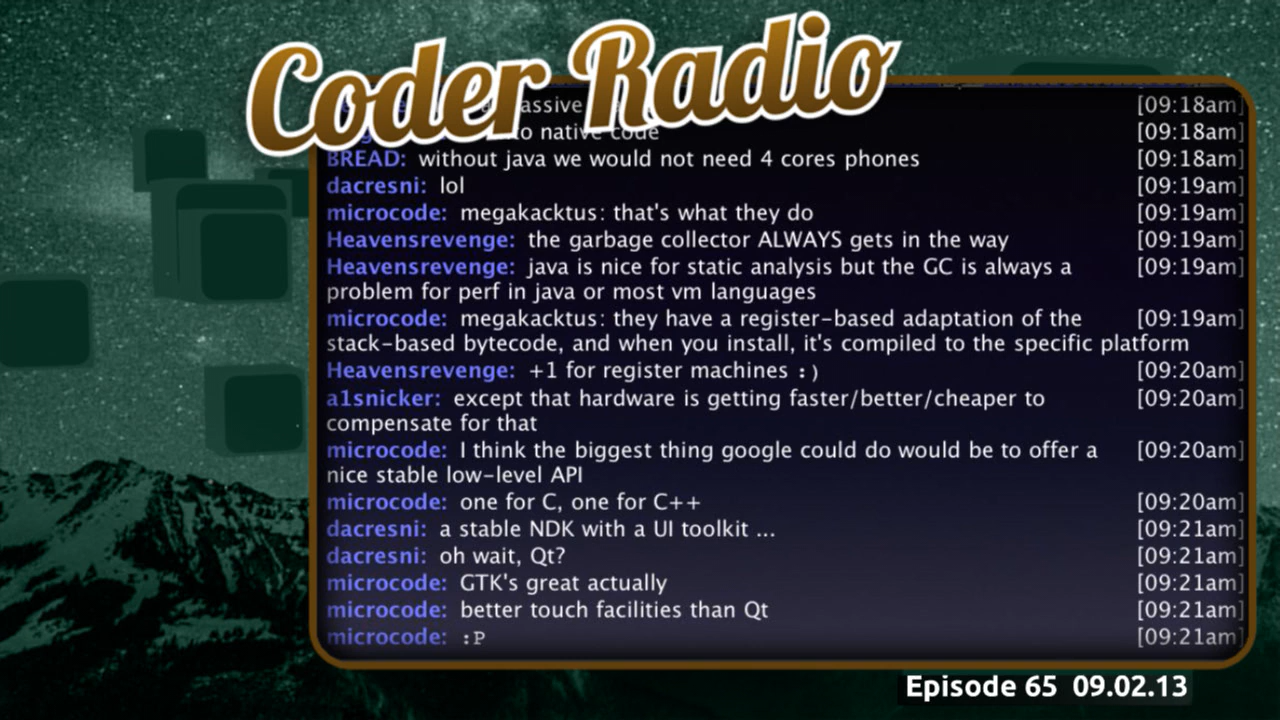 Coder Radio
assive [09:18am]
to native code [09:18am]
BREAD: without java we would not need 4 cores phones [09:18am]
dacresni: lol [09:19am]
microcode: megakacktus: that's what they do [09:19am]
Heavensrevenge: the garbage collector ALWAYS gets in the way [09:19am]
Heavensrevenge: java is nice for static analysis but the GC is always a [09:19am]
problem for perf in java or most vm languages
microcode: megakacktus: they have a register-based adaptation of the [09:19am]
stack-based bytecode, and when you install, it's compiled to the specific platform
Heavensrevenge: +1 for register machines :) [09:20am]
a1snicker: except that hardware is getting faster/better/cheaper to [09:20am]
compensate for that
microcode: I think the biggest thing google could do would be to offer a [09:20am]
nice stable low-level API
microcode: one for C, one for C++ [09:20am]
dacresni: a stable NDK with a UI toolkit ... [09:21am]
dacresni: oh wait, Qt? [09:21am]
microcode: GTK's great actually [09:21am]
microcode: better touch facilities than Qt [09:21am]
microcode: :P [09:21am]
Episode 65 09.02.13